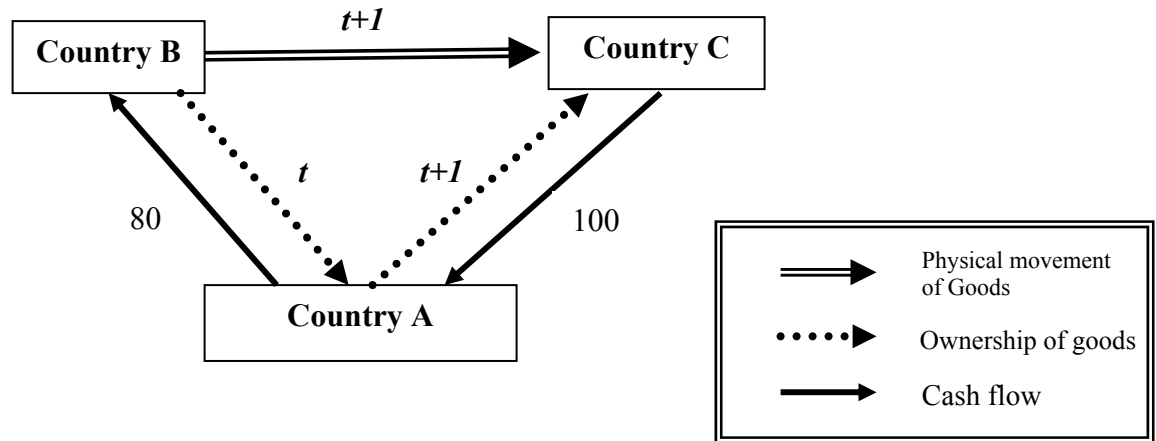 t+1
Country B
Country C
t
t+1
80
100
Country A
Physical movement
of Goods
Ownership of goods
Cash flow